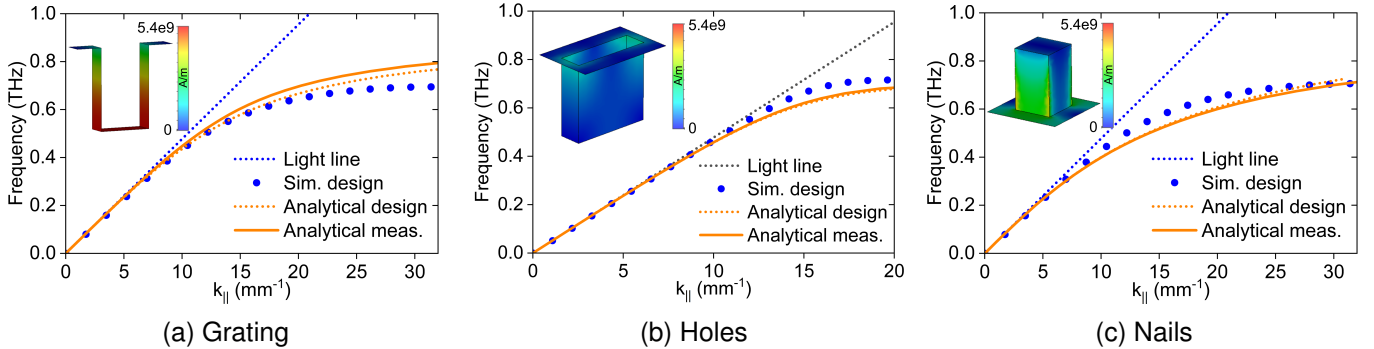 5.4e9
A/m
0
Frequency (THz)
1.0
0.8
0.6
0.4
0.2
0.0
Light line
Sim. design
Analytical design
Analytical meas.
0 5 10 15 20 25 30
k|| (mm-1)
(a) Grating
5.4e9
A/m
0
Frequency (THz)
1.0
0.8
0.6
0.4
0.2
0.0
Light line
Sim. design
Analytical design
Analytical meas.
0 5 10 15 20
k|| (mm-1)
(b) Holes
5.4e9
A/m
0
Frequency (THz)
1.0
0.8
0.6
0.4
0.2
0.0
Light line
Sim. design
Analytical design
Analytical meas.
0 5 10 15 20 25 30
k|| (mm-1)
(c) Nails